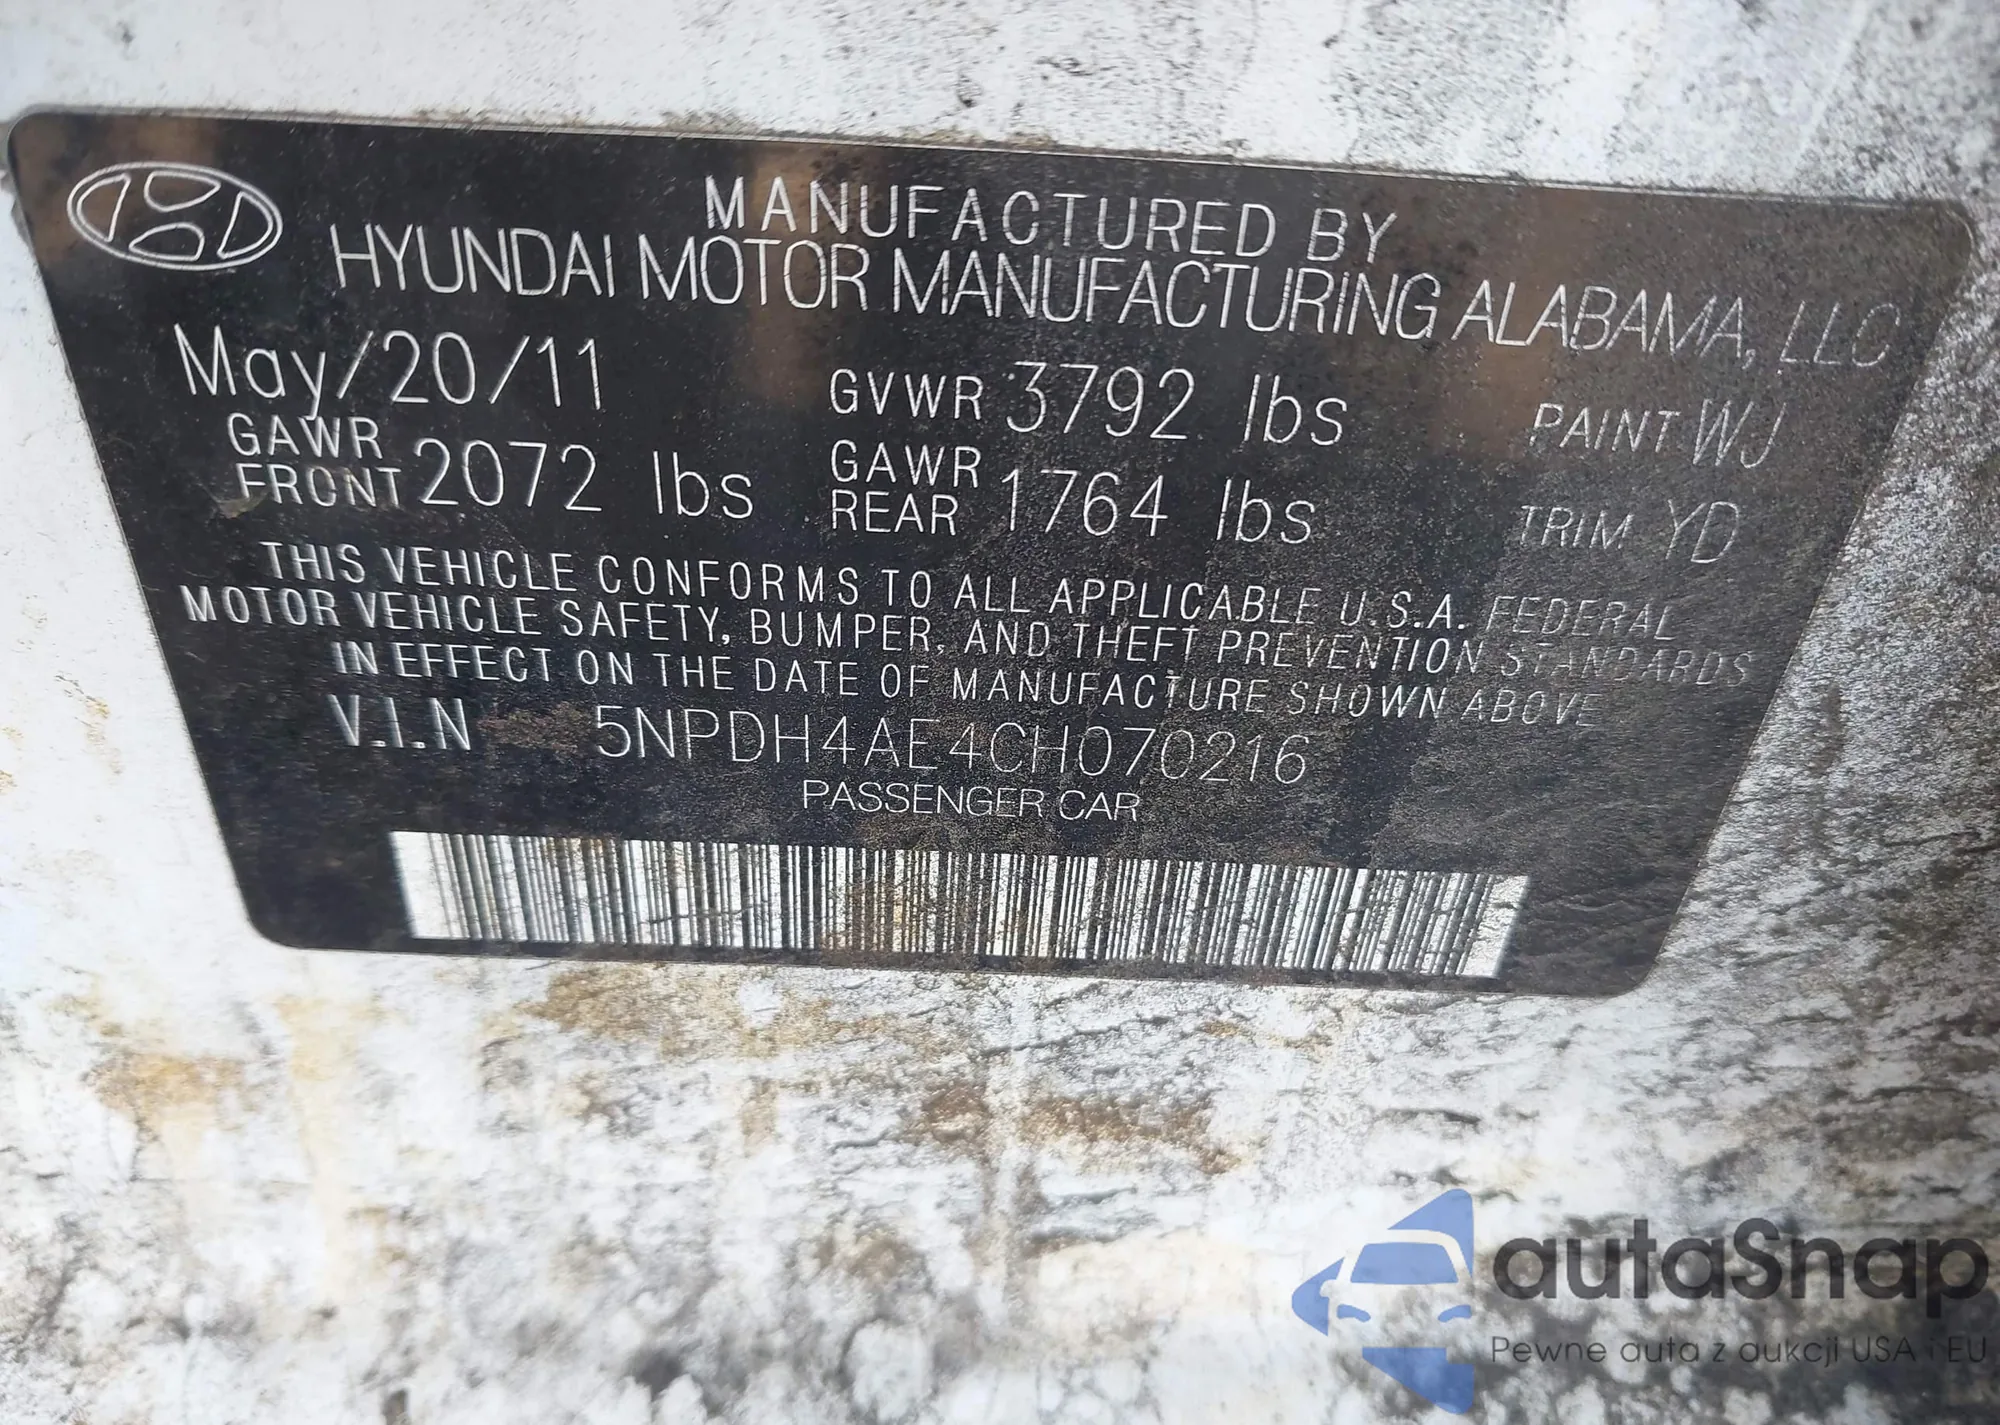 MANUFACTURED BY
HYUNDAI MOTOR MANUFACTURING ALABAMA, LLC
May/20/11 GVWR 3792 lbs PAINT WJ
GAWR FRONT 2072 lbs GAWR REAR 1764 lbs TRIM YD
THIS VEHICLE CONFORMS TO ALL APPLICABLE U.S.A. FEDERAL
MOTOR VEHICLE SAFETY, BUMPER, AND THEFT PREVENTION STANDARDS
IN EFFECT ON THE DATE OF MANUFACTURE SHOWN ABOVE
V.I.N 5NPDH4AE4CH070216
PASSENGER CAR
autaSnap
Pewne auta z aukcji USA i EU